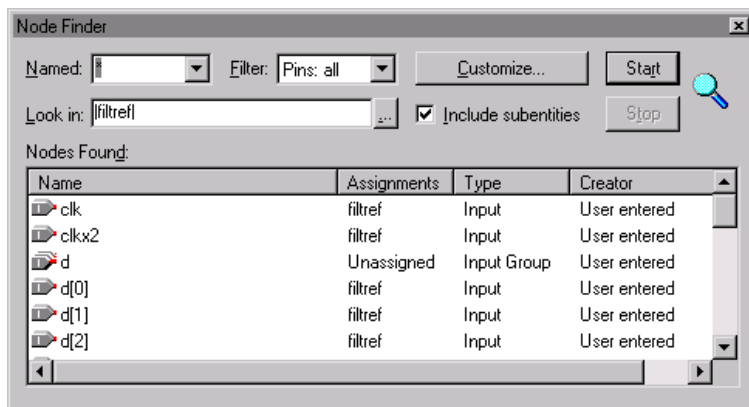 Node Finder
Named: * Filter: Pins: all Customize... Start
Look in: |filtref| ... Include subentities Stop
Nodes Found:
Name Assignments Type Creator
clk filtref Input User entered
clkx2 filtref Input User entered
d Unassigned Input Group User entered
d[0] filtref Input User entered
d[1] filtref Input User entered
d[2] filtref Input User entered